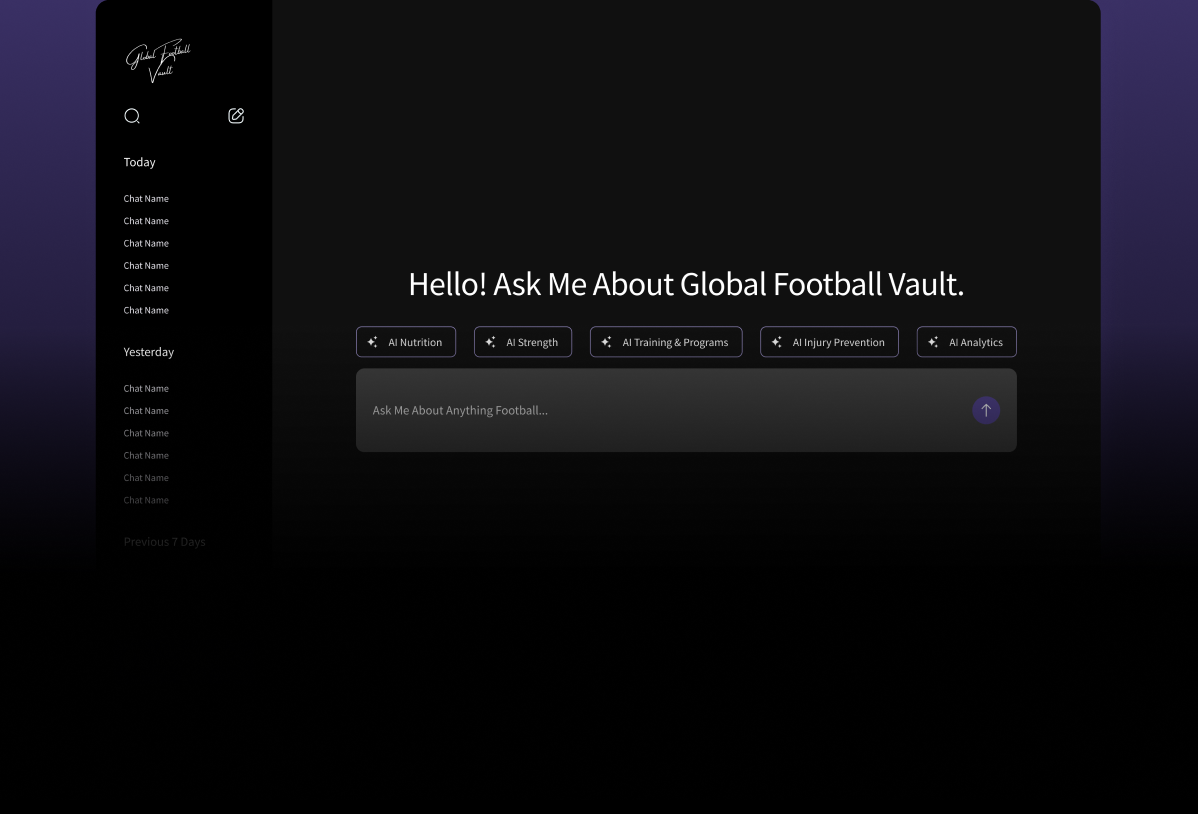 Global Football
Vault
Today
Chat Name
Chat Name
Chat Name
Chat Name
Chat Name
Chat Name
Yesterday
Chat Name
Chat Name
Chat Name
Chat Name
Chat Name
Chat Name
Previous 7 Days
Hello! Ask Me About Global Football Vault.
AI Nutrition
AI Strength
AI Training & Programs
AI Injury Prevention
AI Analytics
Ask Me About Anything Football...